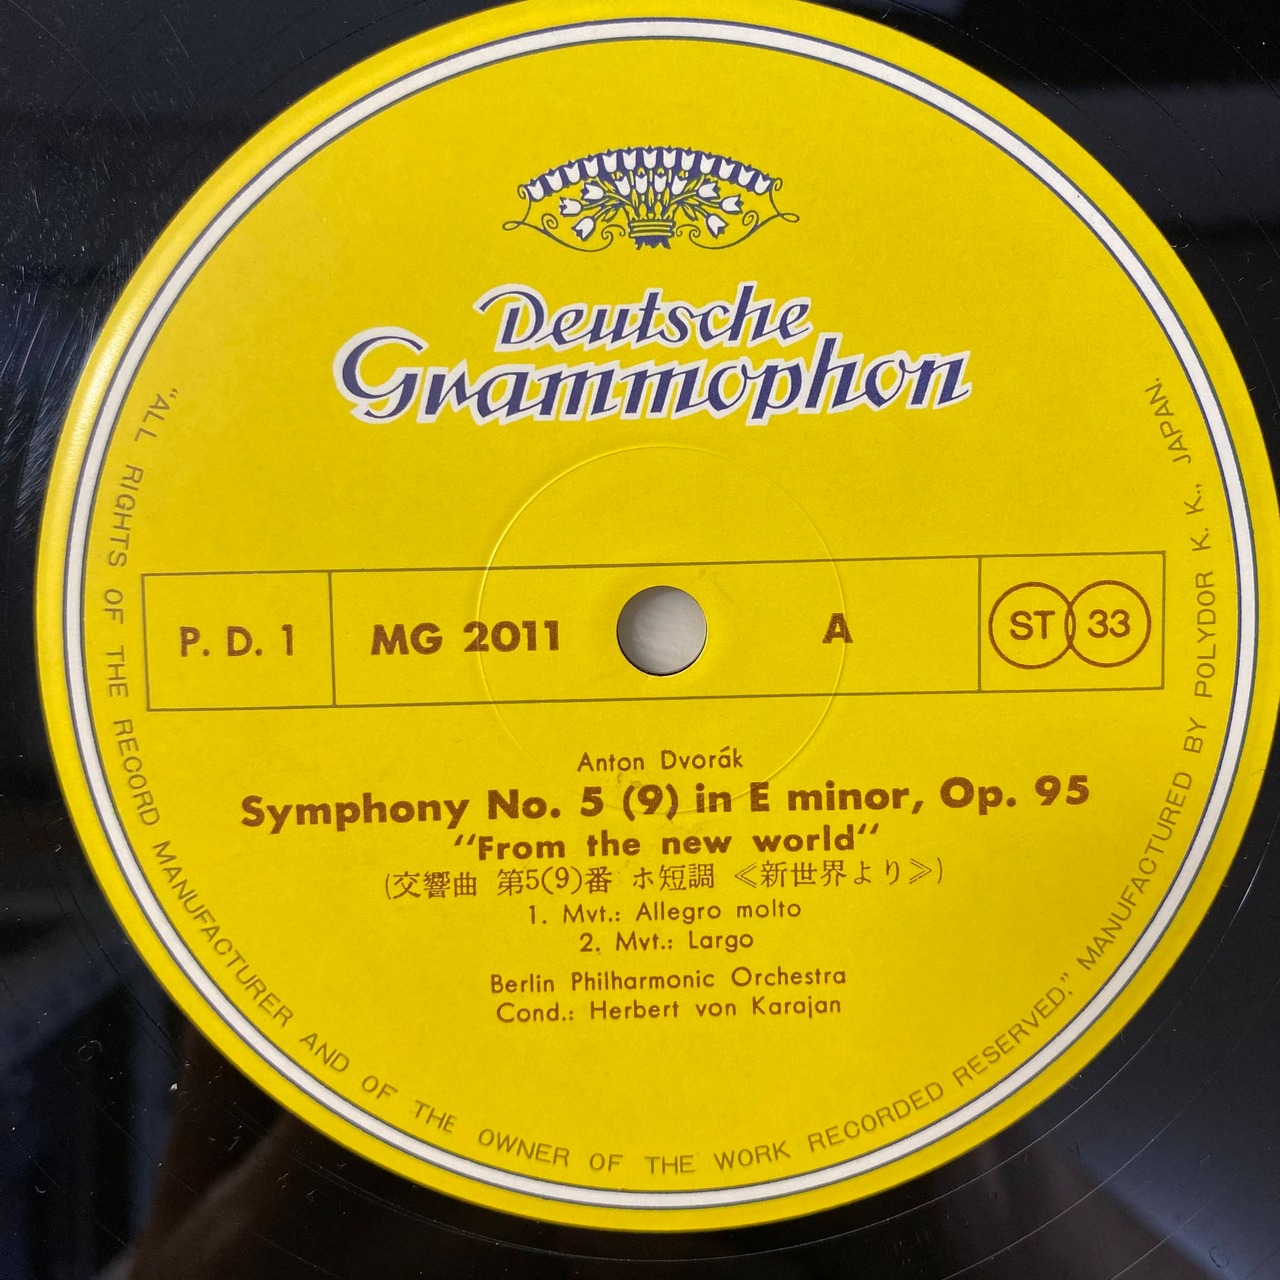 Deutsche
Grammophon
P. D. 1 MG 2011 A ST 33
Anton Dvorák
Symphony No. 5 (9) in E minor, Op. 95
“From the new world“
(交響曲 第5(9)番 ホ短調 ≪新世界より≫)
1. Mvt.: Allegro molto
2. Mvt.: Largo
Berlin Philharmonic Orchestra
Cond.: Herbert von Karajan
“ALL RIGHTS OF THE RECORD MANUFACTURER AND OF THE OWNER OF THE WORK RECORDED RESERVED.” MANUFACTURED BY POLYDOR K. K., JAPAN.